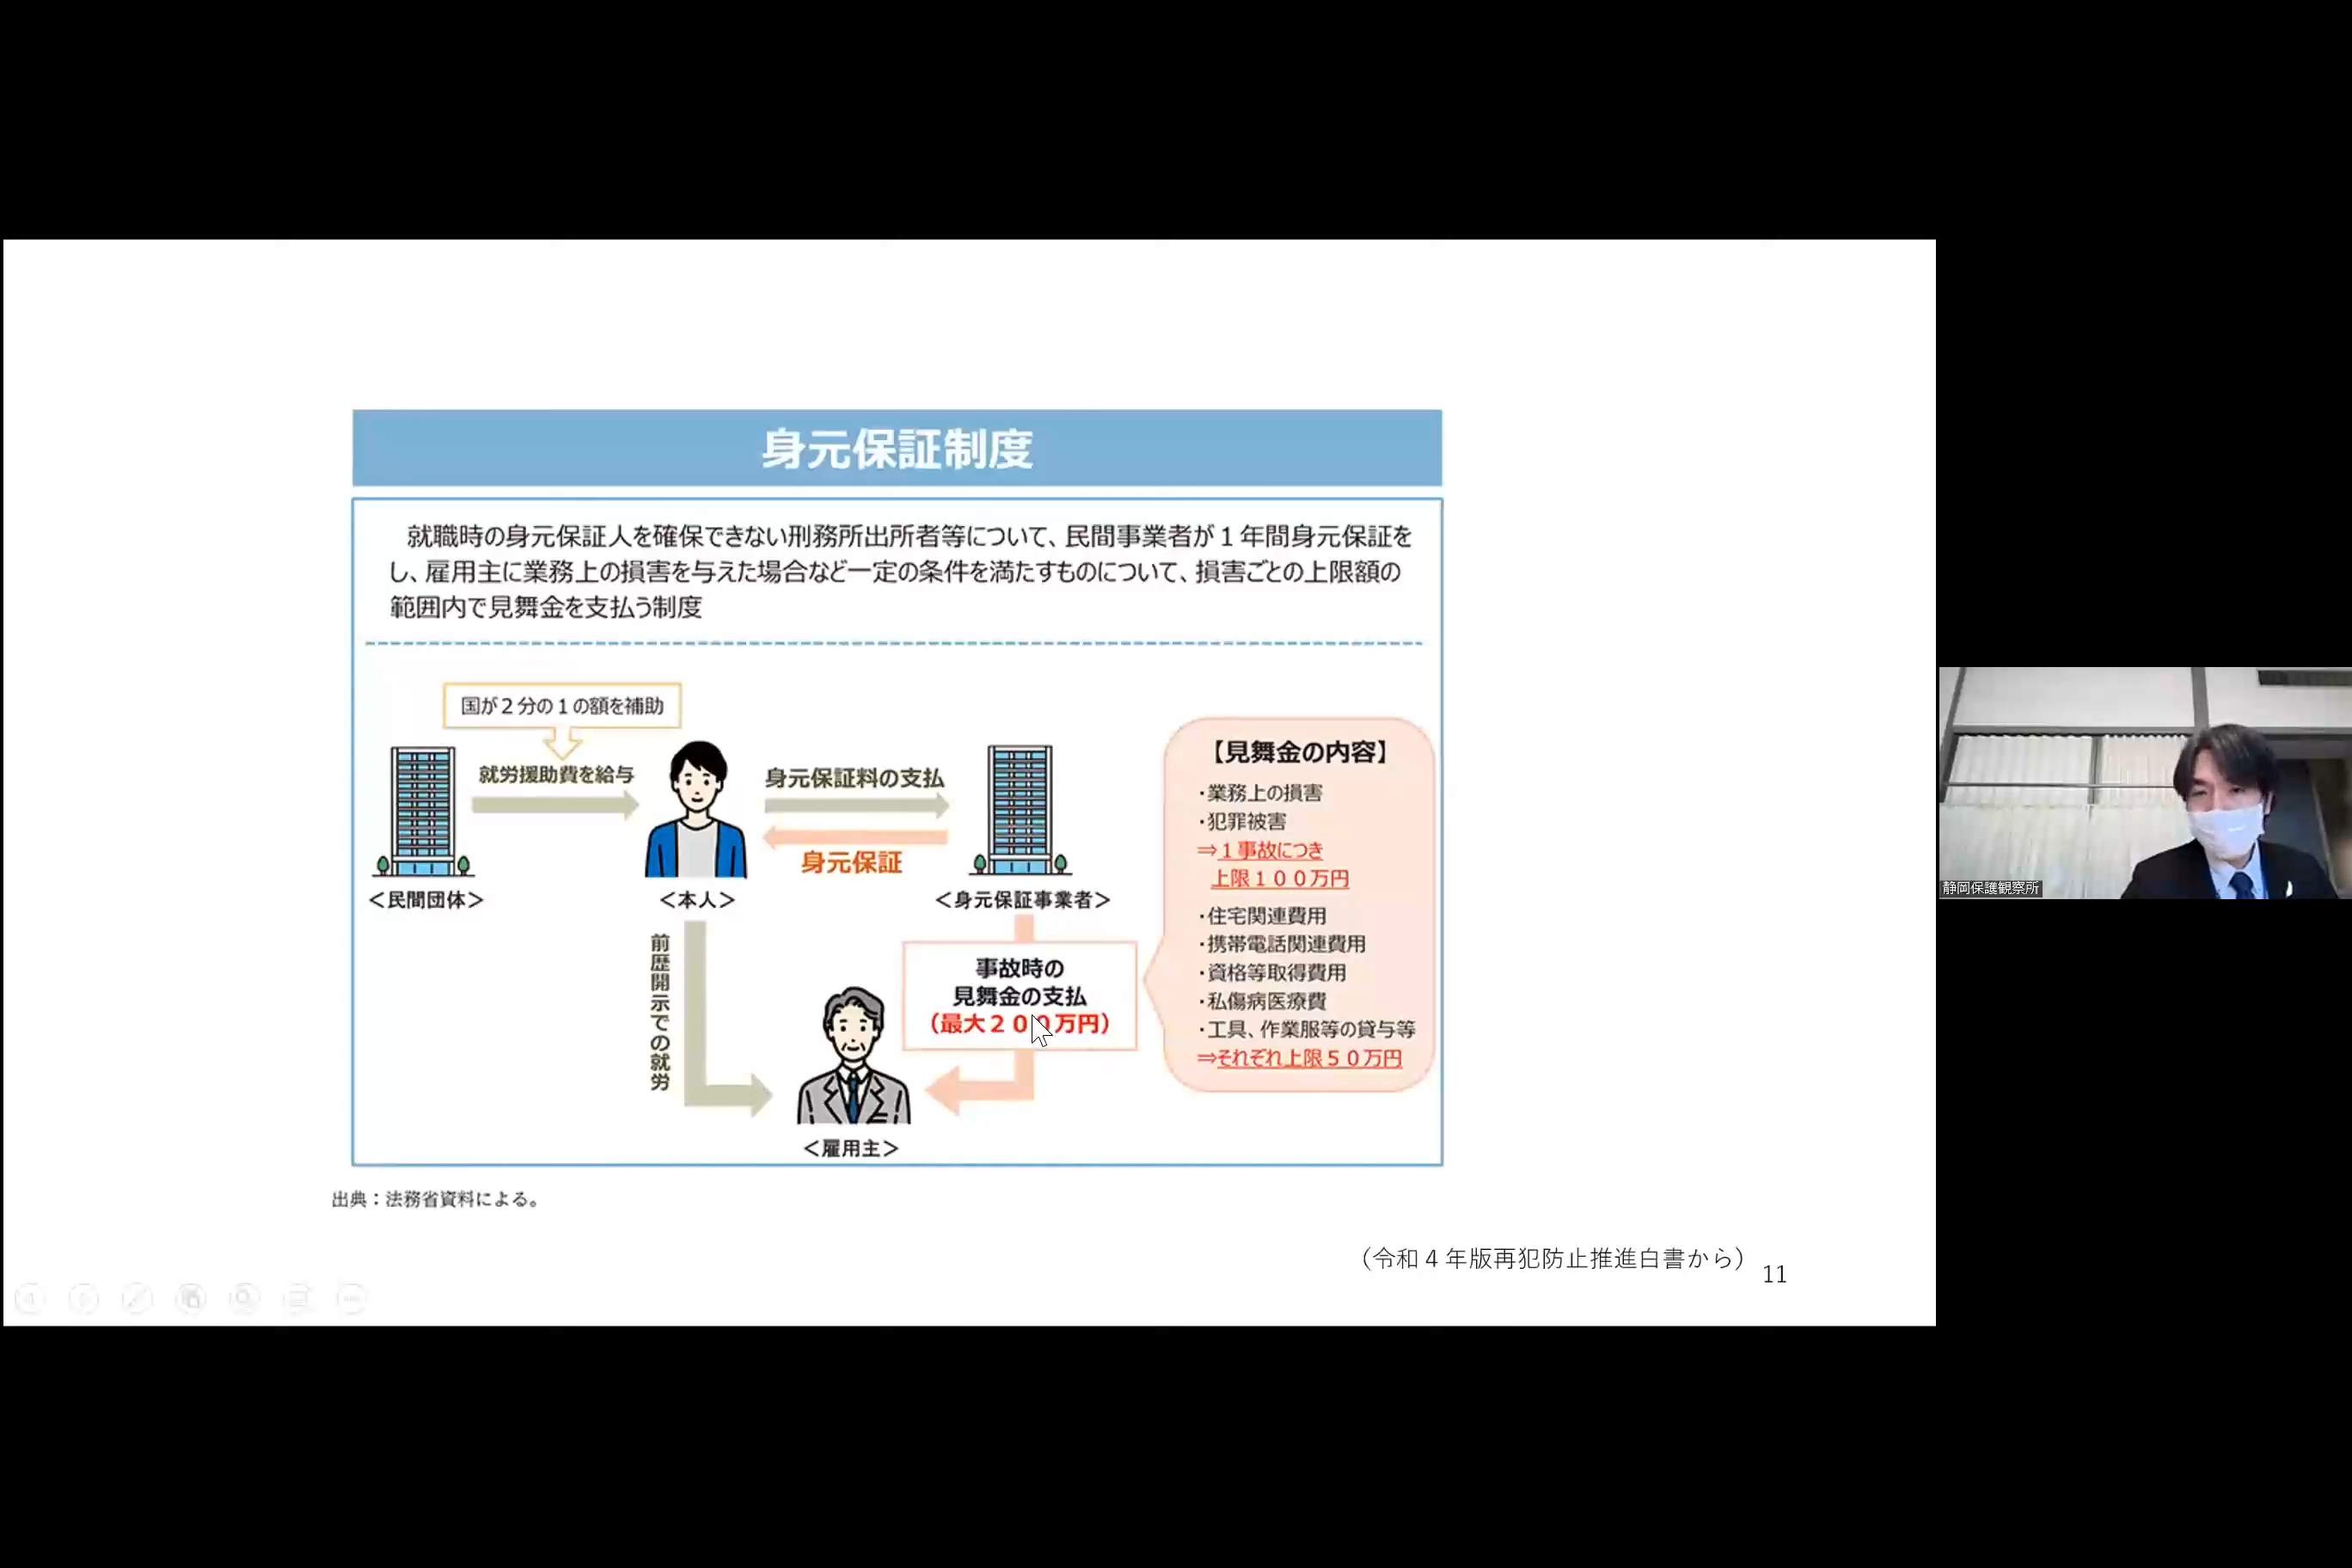 身元保証制度
就職時の身元保証人を確保できない刑務所出所者等について、民間事業者が１年間身元保証を
し、雇用主に業務上の損害を与えた場合など一定の条件を満たすものについて、損害ごとの上限額の
範囲内で見舞金を支払う制度
国が２分の１の額を補助
就労援助費を給与
身元保証料の支払
身元保証
＜民間団体＞
＜本人＞
＜身元保証事業者＞
前歴開示での就労
事故時の
見舞金の支払
（最大２００万円）
＜雇用主＞
【見舞金の内容】
・業務上の損害
・犯罪被害
⇒１事故につき
上限１００万円
・住宅関連費用
・携帯電話関連費用
・資格等取得費用
・私傷病医療費
・工具、作業服等の貸与等
⇒それぞれ上限５０万円
出典：法務省資料による。
（令和４年版再犯防止推進白書から）
11
静岡保護観察所